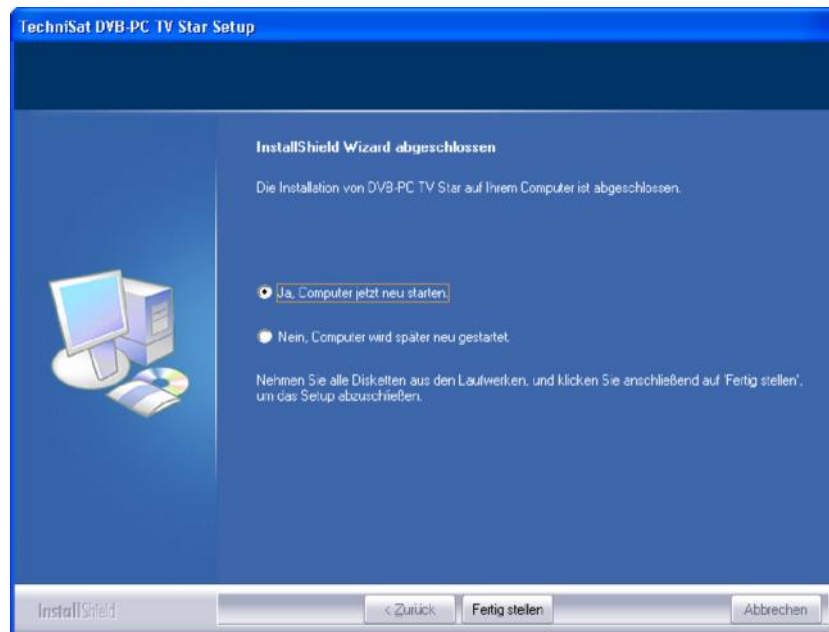 TechniSat DVB-PC TV Star Setup
InstallShield Wizard abgeschlossen
Die Installation von DVB-PC TV Star auf Ihrem Computer ist abgeschlossen.
Ja, Computer jetzt neu starten.
Nein, Computer wird später neu gestartet.
Nehmen Sie alle Disketten aus den Laufwerken, und klicken Sie anschließend auf 'Fertig stellen',
um das Setup abzuschließen.
InstallShield
< Zurück
Fertig stellen
Abbrechen